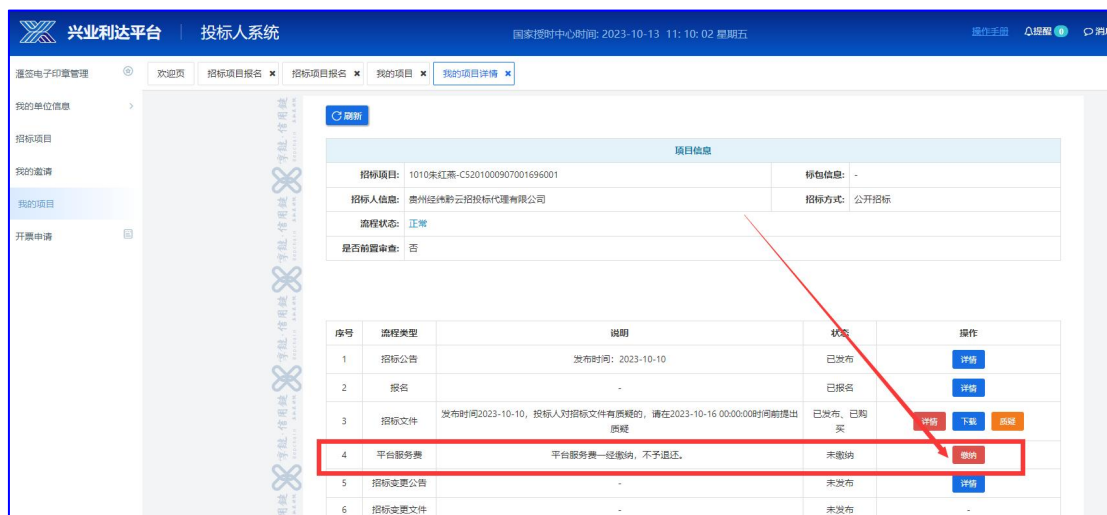 兴业利达平台 投标人系统 国家授时中心时间: 2023-10-13 11: 10: 02 星期五 操作手册 提醒 0 消
滙签电子印章管理 欢迎页 招标项目报名 × 招标项目报名 × 我的项目 × 我的项目详情 ×
我的单位信息
招标项目
我的邀请
我的项目
开票申请
刷新
项目信息
招标项目: 1010朱红燕-C5201000907001696001 标包信息: -
招标人信息: 贵州经纬黔云招投标代理有限公司 招标方式: 公开招标
流程状态: 正常
是否前置审查: 否
序号 流程类型 说明 状态 操作
1 招标公告 发布时间：2023-10-10 已发布 详情
2 报名 - 已报名 详情
3 招标文件 发布时间2023-10-10，投标人对招标文件有质疑的，请在2023-10-16 00:00:00时间前提出 已发布、已购 详情 下载 质疑
质疑 买
4 平台服务费 平台服务费一经缴纳，不予退还。 未缴纳 缴纳
5 招标变更公告 - 未发布 详情
6 招标变更文件 - 未发布 -